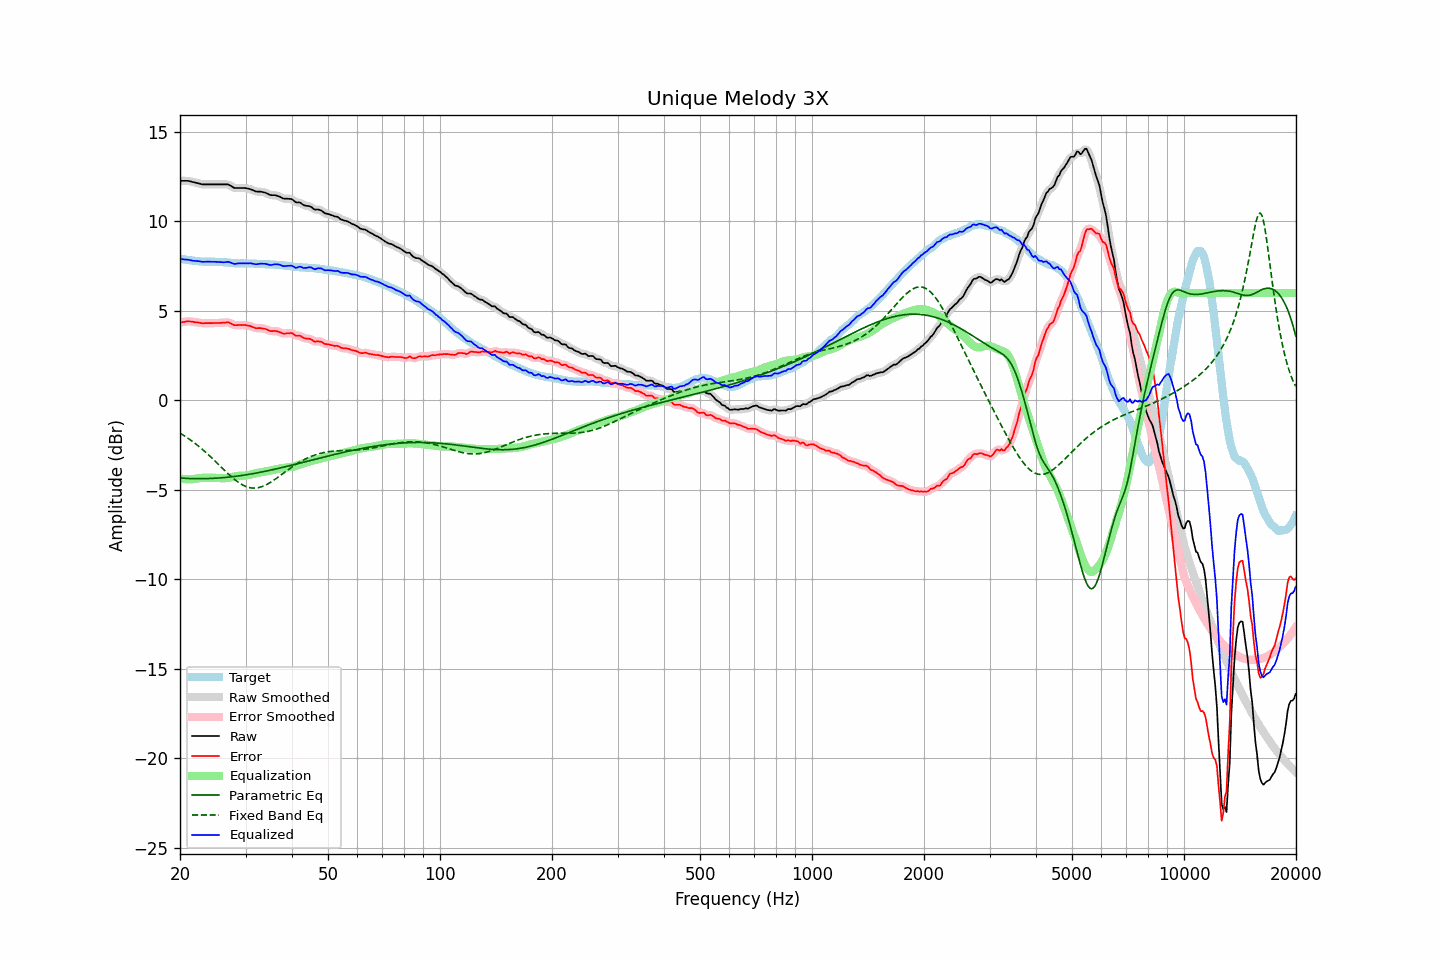 Unique Melody 3X
15
10
5
0
−5
−10
−15
−20
−25
Amplitude (dBr)
Target
Raw Smoothed
Error Smoothed
Raw
Error
Equalization
Parametric Eq
Fixed Band Eq
Equalized
20 50 100 200 500 1000 2000 5000 10000 20000
Frequency (Hz)